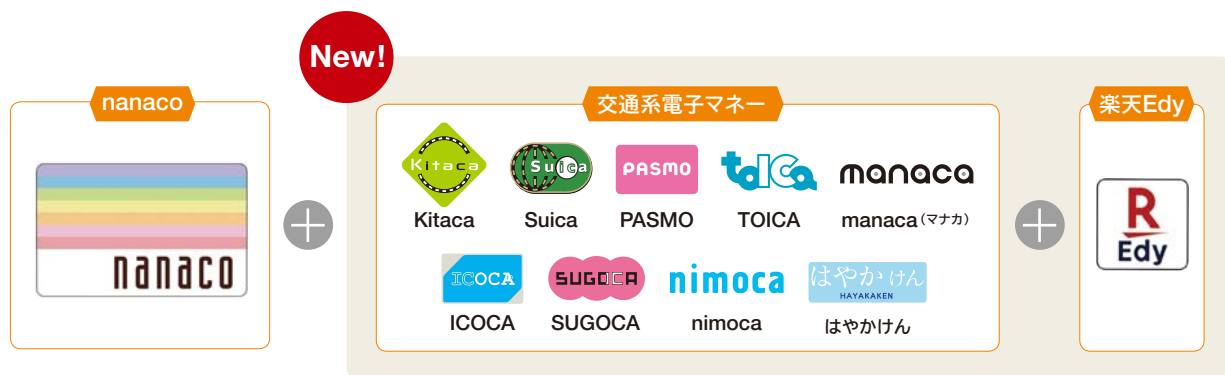 New!
nanaco
nanaco
交通系電子マネー
Kitaca
Suica
PASMO
TOICA
manaca
Kitaca
Suica
PASMO
TOICA
manaca(マナカ)
ICOCA
SUGOCA
nimoca
はやかけん
HAYAKAKEN
ICOCA
SUGOCA
nimoca
はやかけん
楽天Edy
R
Edy